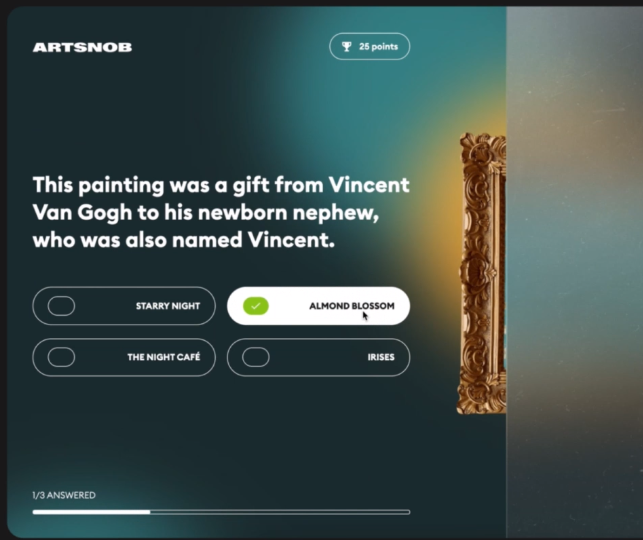 ARTSNOB
25 points
This painting was a gift from Vincent
Van Gogh to his newborn nephew,
who was also named Vincent.
STARRY NIGHT
ALMOND BLOSSOM
THE NIGHT CAFÉ
IRISES
1/3 ANSWERED